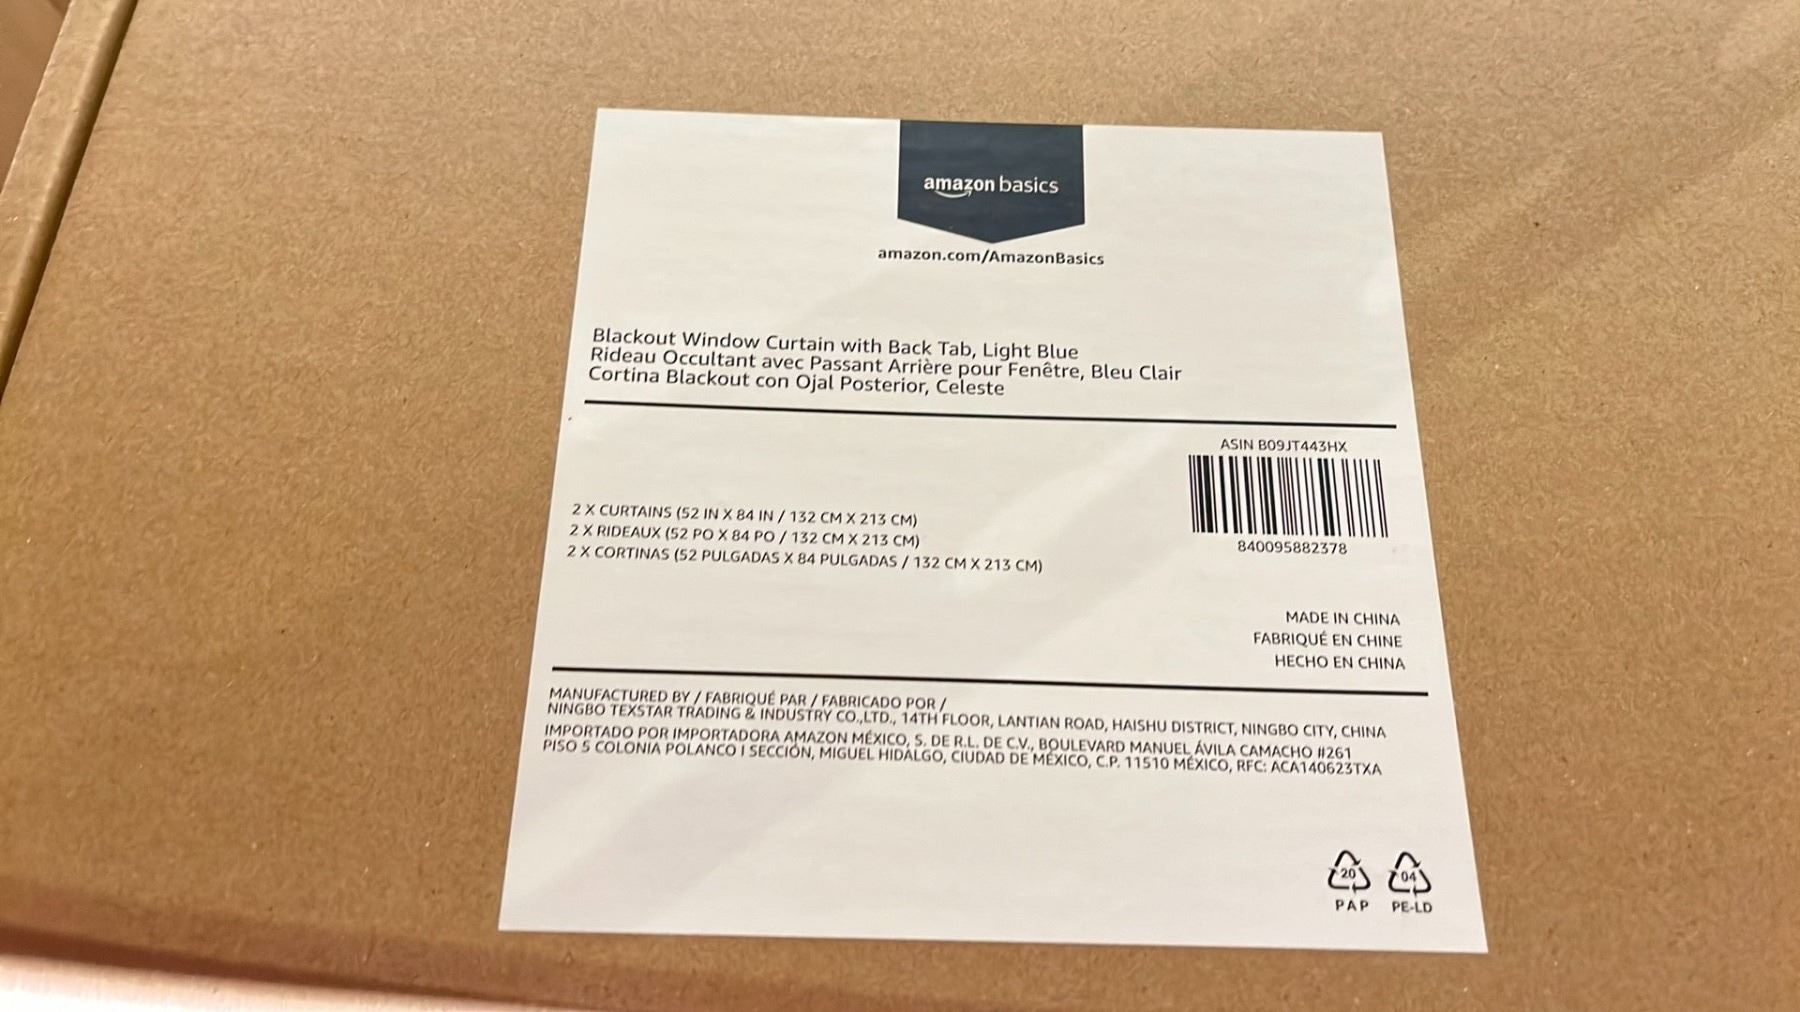 amazon basics
amazon.com/AmazonBasics
Blackout Window Curtain with Back Tab, Light Blue
Rideau Occultant avec Passant Arrière pour Fenêtre, Bleu Clair
Cortina Blackout con Ojal Posterior, Celeste
ASIN B09JT443HX
840095882378
2 X CURTAINS (52 IN X 84 IN / 132 CM X 213 CM)
2 X RIDEAUX (52 PO X 84 PO / 132 CM X 213 CM)
2 X CORTINAS (52 PULGADAS X 84 PULGADAS / 132 CM X 213 CM)
MADE IN CHINA
FABRIQUÉ EN CHINE
HECHO EN CHINA
MANUFACTURED BY / FABRIQUÉ PAR / FABRICADO POR /
NINGBO TEXSTAR TRADING & INDUSTRY CO.,LTD., 14TH FLOOR, LANTIAN ROAD, HAISHU DISTRICT, NINGBO CITY, CHINA
IMPORTADO POR IMPORTADORA AMAZON MÉXICO, S. DE R.L. DE C.V., BOULEVARD MANUEL ÁVILA CAMACHO #261
PISO 5 COLONIA POLANCO I SECCIÓN, MIGUEL HIDALGO, CIUDAD DE MÉXICO, C.P. 11510 MÉXICO, RFC: ACA140623TXA
20 04
PAP PE-LD